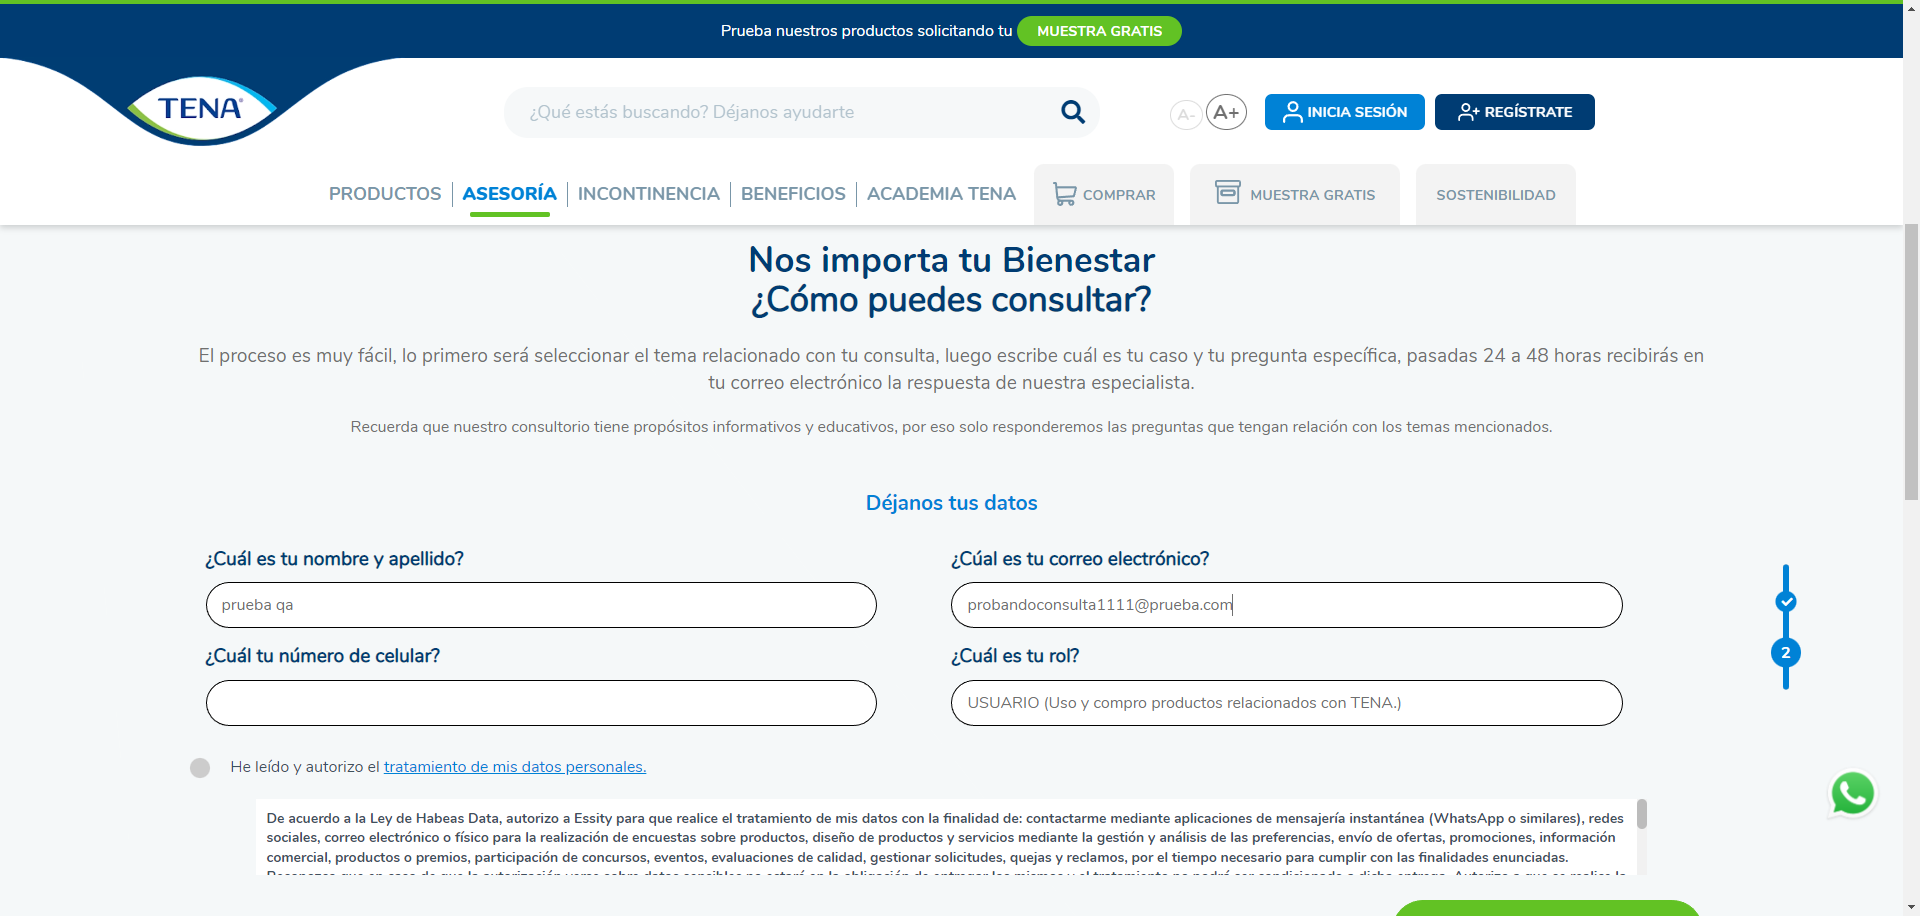 Prueba nuestros productos solicitando tu MUESTRA GRATIS
TENA®
¿Qué estás buscando? Déjanos ayudarte
A- A+ INICIA SESIÓN REGÍSTRATE
PRODUCTOS ASESORÍA INCONTINENCIA BENEFICIOS ACADEMIA TENA COMPRAR MUESTRA GRATIS SOSTENIBILIDAD
Nos importa tu Bienestar
¿Cómo puedes consultar?
El proceso es muy fácil, lo primero será seleccionar el tema relacionado con tu consulta, luego escribe cuál es tu caso y tu pregunta específica, pasadas 24 a 48 horas recibirás en
tu correo electrónico la respuesta de nuestra especialista.
Recuerda que nuestro consultorio tiene propósitos informativos y educativos, por eso solo responderemos las preguntas que tengan relación con los temas mencionados.
Déjanos tus datos
¿Cuál es tu nombre y apellido? ¿Cúal es tu correo electrónico?
prueba qa probandoconsulta1111@prueba.com
¿Cuál tu número de celular? ¿Cuál es tu rol?
2
USUARIO (Uso y compro productos relacionados con TENA.)
He leído y autorizo el tratamiento de mis datos personales.
De acuerdo a la Ley de Habeas Data, autorizo a Essity para que realice el tratamiento de mis datos con la finalidad de: contactarme mediante aplicaciones de mensajería instantánea (WhatsApp o similares), redes
sociales, correo electrónico o físico para la realización de encuestas sobre productos, diseño de productos y servicios mediante la gestión y análisis de las preferencias, envío de ofertas, promociones, información
comercial, productos o premios, participación de concursos, eventos, evaluaciones de calidad, gestionar solicitudes, quejas y reclamos, por el tiempo necesario para cumplir con las finalidades enunciadas.